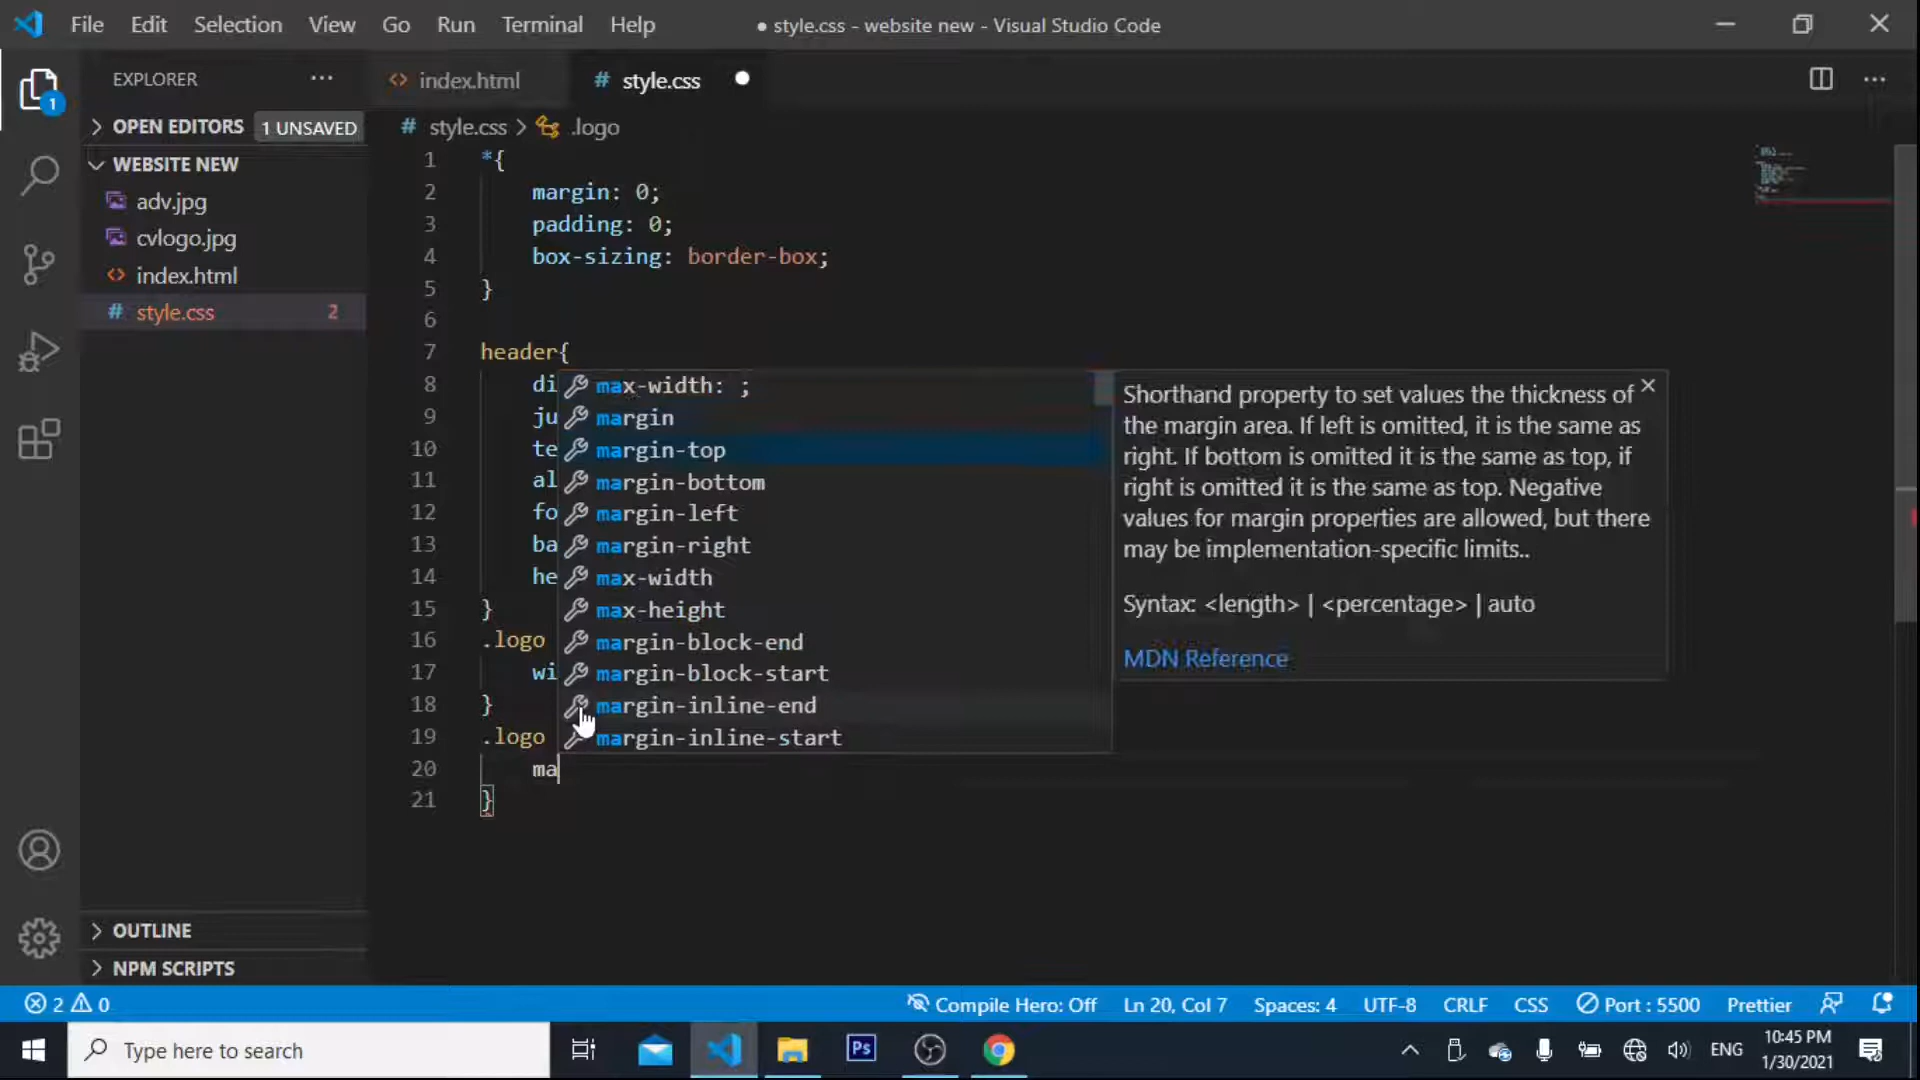 File Edit Selection View Go Run Terminal Help
● style.css - website new - Visual Studio Code
EXPLORER ···
OPEN EDITORS 1 UNSAVED
WEBSITE NEW
adv.jpg
cvlogo.jpg
index.html
style.css 2
OUTLINE
NPM SCRIPTS
<> index.html # style.css
# style.css > .logo
1 *{
2 margin: 0;
3 padding: 0;
4 box-sizing: border-box;
5 }
6
7 header{
8 di
9 ju
10 te
11 al
12 fo
13 ba
14 he
15 }
16 .logo
17 wi
18 }
19 .logo
20 ma
21 }
max-width: ;
margin
margin-top
margin-bottom
margin-left
margin-right
max-width
max-height
margin-block-end
margin-block-start
margin-inline-end
margin-inline-start
Shorthand property to set values the thickness of
the margin area. If left is omitted, it is the same as
right. If bottom is omitted it is the same as top, if
right is omitted it is the same as top. Negative
values for margin properties are allowed, but there
may be implementation-specific limits..
Syntax: <length> | <percentage> | auto
MDN Reference
1
2 0 Compile Hero: Off Ln 20, Col 7 Spaces: 4 UTF-8 CRLF CSS Port : 5500 Prettier
Type here to search
Ps
ENG
10:45 PM
1/30/2021